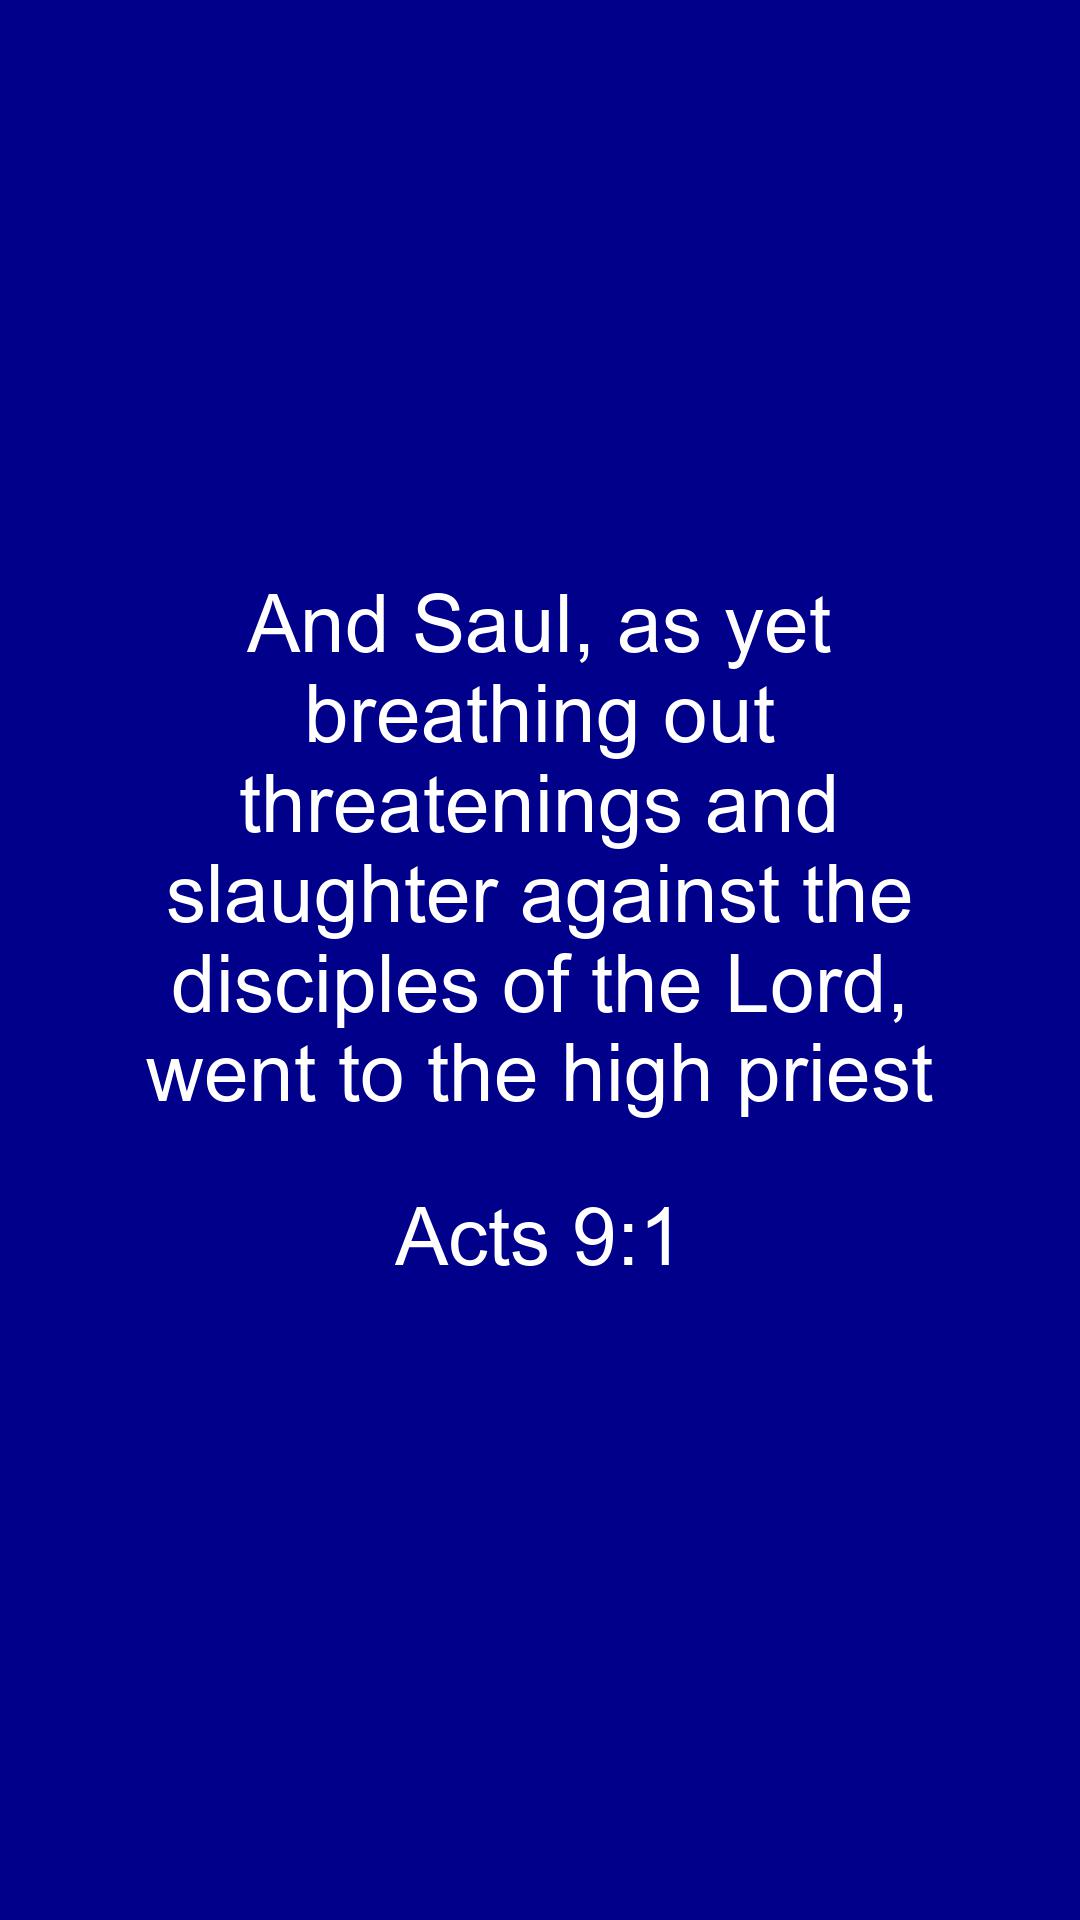 And Saul, as yet
breathing out
threatenings and
slaughter against the
disciples of the Lord,
went to the high priest
Acts 9:1